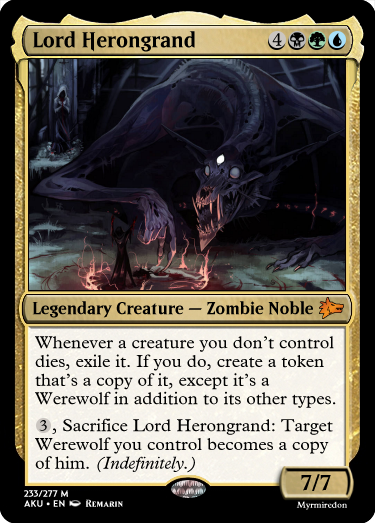 Lord Herongrand
4
Legendary Creature — Zombie Noble
Whenever a creature you don't control
dies, exile it. If you do, create a token
that's a copy of it, except it's a
Werewolf in addition to its other types.
3, Sacrifice Lord Herongrand: Target
Werewolf you control becomes a copy
of him. (Indefinitely.)
7/7
233/277 M
AKU • EN Remarin
Myrmiredon